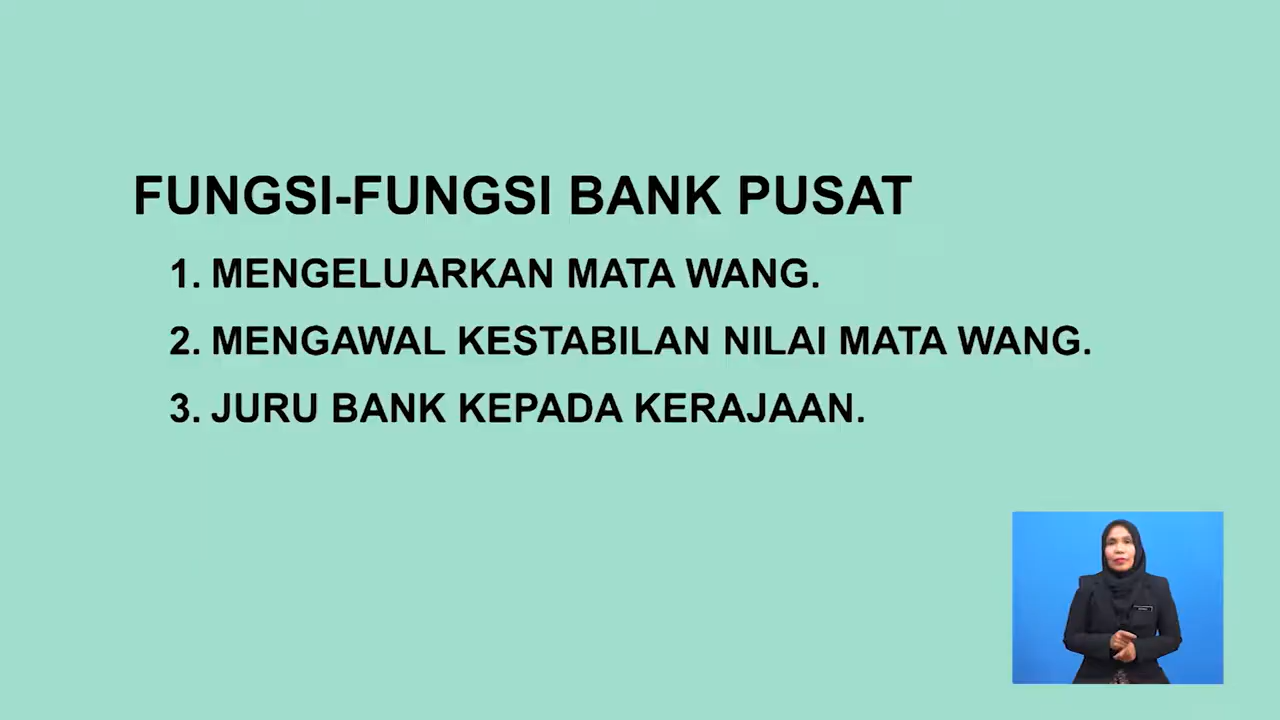 FUNGSI-FUNGSI BANK PUSAT
1. MENGELUARKAN MATA WANG.
2. MENGAWAL KESTABILAN NILAI MATA WANG.
3. JURU BANK KEPADA KERAJAAN.